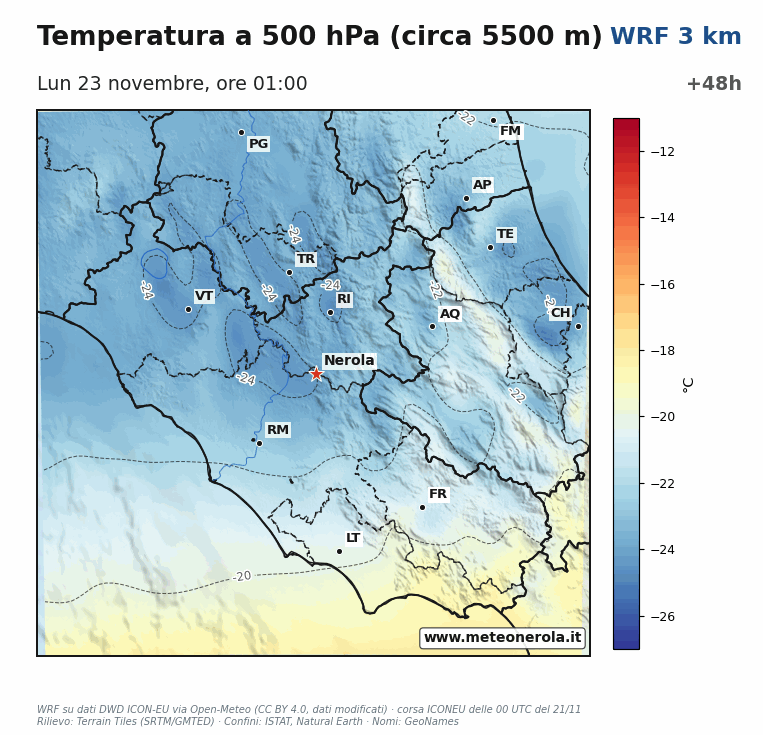 Temperatura a 500 hPa (circa 5500 m) WRF 3 km
Lun 23 novembre, ore 01:00 +48h
-22
FM
PG
AP
-24
TE
TR
-24
-24
-24
-22
VT
RI
AQ
-2
CH
Nerola
-24
-22
RM
FR
LT
-20
www.meteonerola.it
−12
−14
−16
−18
−20
−22
−24
−26
°C
WRF su dati DWD ICON-EU via Open-Meteo (CC BY 4.0, dati modificati) · corsa ICONEU delle 00 UTC del 21/11
Rilievo: Terrain Tiles (SRTM/GMTED) · Confini: ISTAT, Natural Earth · Nomi: GeoNames